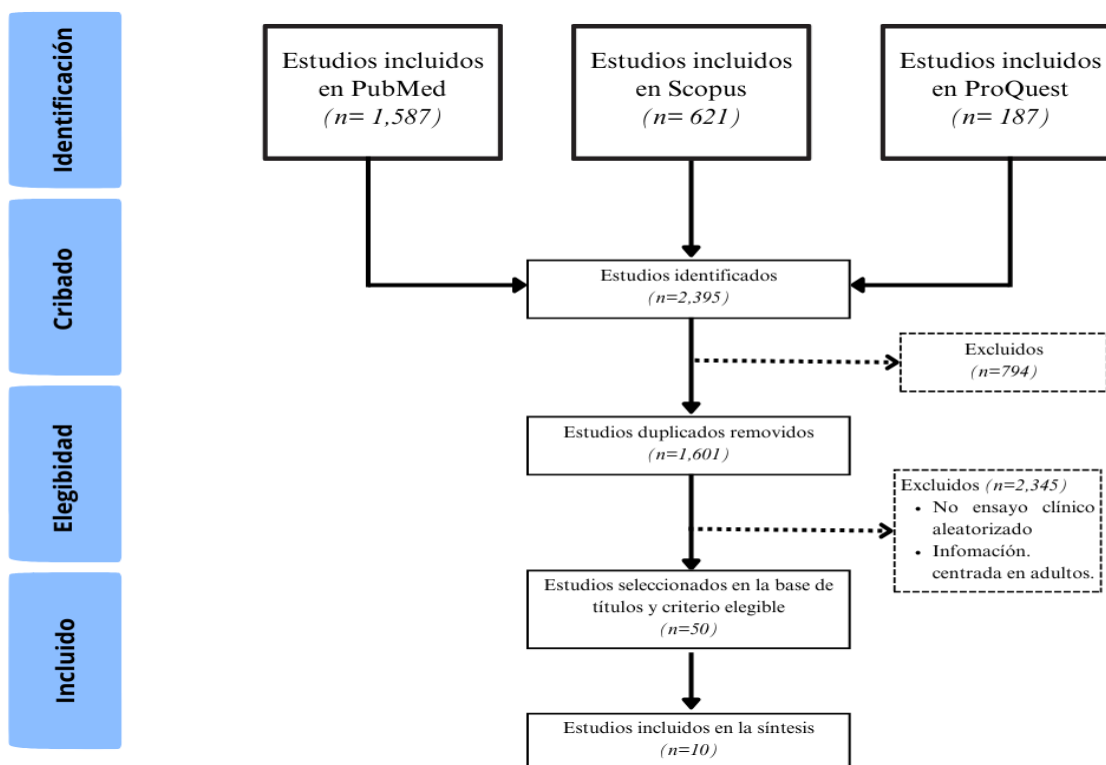 Identificación
Estudios incluidos
en PubMed
(n= 1,587)
Estudios incluidos
en Scopus
(n= 621)
Estudios incluidos
en ProQuest
(n= 187)
Cribado
Estudios identificados
(n=2,395)
Excluidos
(n=794)
Elegibidad
Estudios duplicados removidos
(n=1,601)
Excluidos (n=2,345)
• No ensayo clínico
aleatorizado
• Infomacíón.
centrada en adultos.
Incluido
Estudios seleccionados en la base de
títulos y criterio elegible
(n=50)
Estudios incluidos en la síntesis
(n=10)